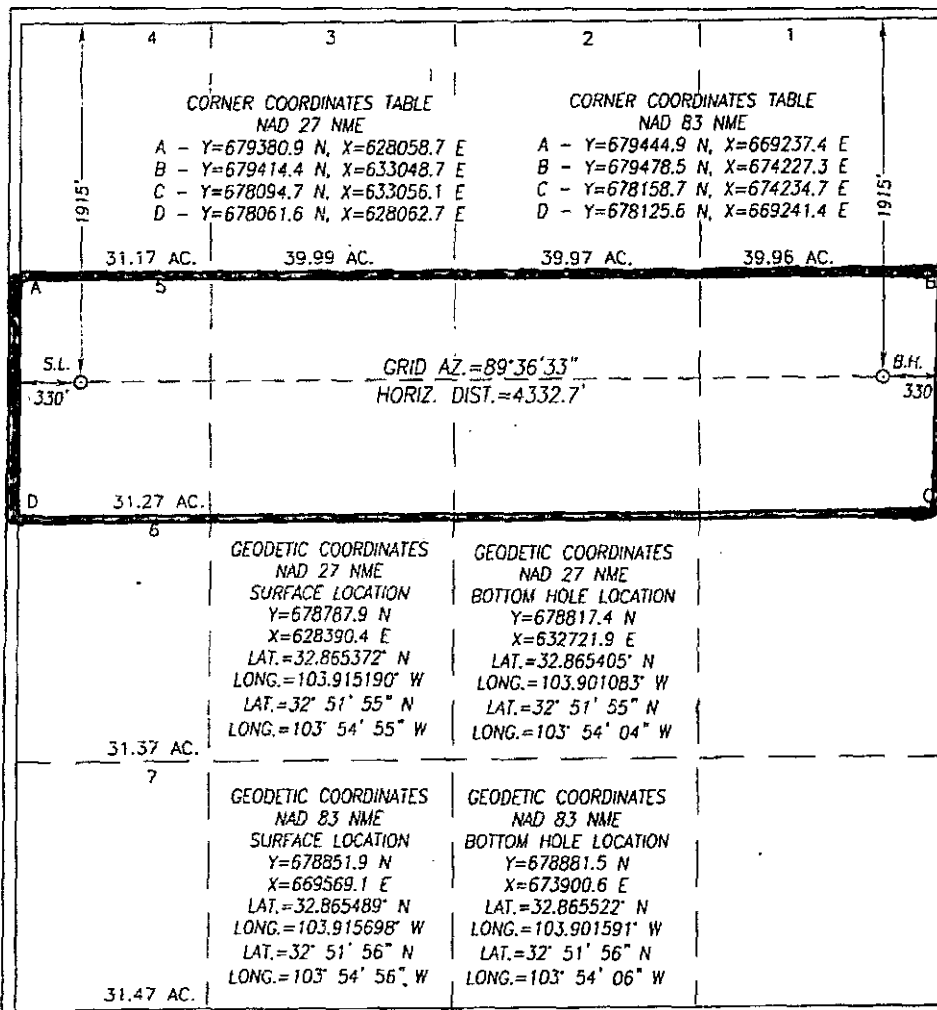 4 3 2 1
CORNER COORDINATES TABLE
NAD 27 NME
A - Y=679380.9 N, X=628058.7 E
B - Y=679414.4 N, X=633048.7 E
C - Y=678094.7 N, X=633056.1 E
D - Y=678061.6 N, X=628062.7 E
CORNER COORDINATES TABLE
NAD 83 NME
A - Y=679444.9 N, X=669237.4 E
B - Y=679478.5 N, X=674227.3 E
C - Y=678158.7 N, X=674234.7 E
D - Y=678125.6 N, X=669241.4 E
1915'
1915'
31.17 AC. 39.99 AC. 39.97 AC. 39.96 AC.
A 5 B
S.L.
330'
GRID AZ.=89°36'33"
HORIZ. DIST.=4332.7'
B.H.
330
D 31.27 AC. C
6
GEODETIC COORDINATES
NAD 27 NME
SURFACE LOCATION
Y=678787.9 N
X=628390.4 E
LAT.=32.865372° N
LONG.=103.915190° W
LAT.=32° 51' 55" N
LONG.=103° 54' 55" W
GEODETIC COORDINATES
NAD 27 NME
BOTTOM HOLE LOCATION
Y=678817.4 N
X=632721.9 E
LAT.=32.865405° N
LONG.=103.901083° W
LAT.=32° 51' 55" N
LONG.=103° 54' 04" W
31.37 AC.
7
GEODETIC COORDINATES
NAD 83 NME
SURFACE LOCATION
Y=678851.9 N
X=669569.1 E
LAT.=32.865489° N
LONG.=103.915698° W
LAT.=32° 51' 56" N
LONG.=103° 54' 56" W
GEODETIC COORDINATES
NAD 83 NME
BOTTOM HOLE LOCATION
Y=678881.5 N
X=673900.6 E
LAT.=32.865522° N
LONG.=103.901591° W
LAT.=32° 51' 56" N
LONG.=103° 54' 06" W
31.47 AC.